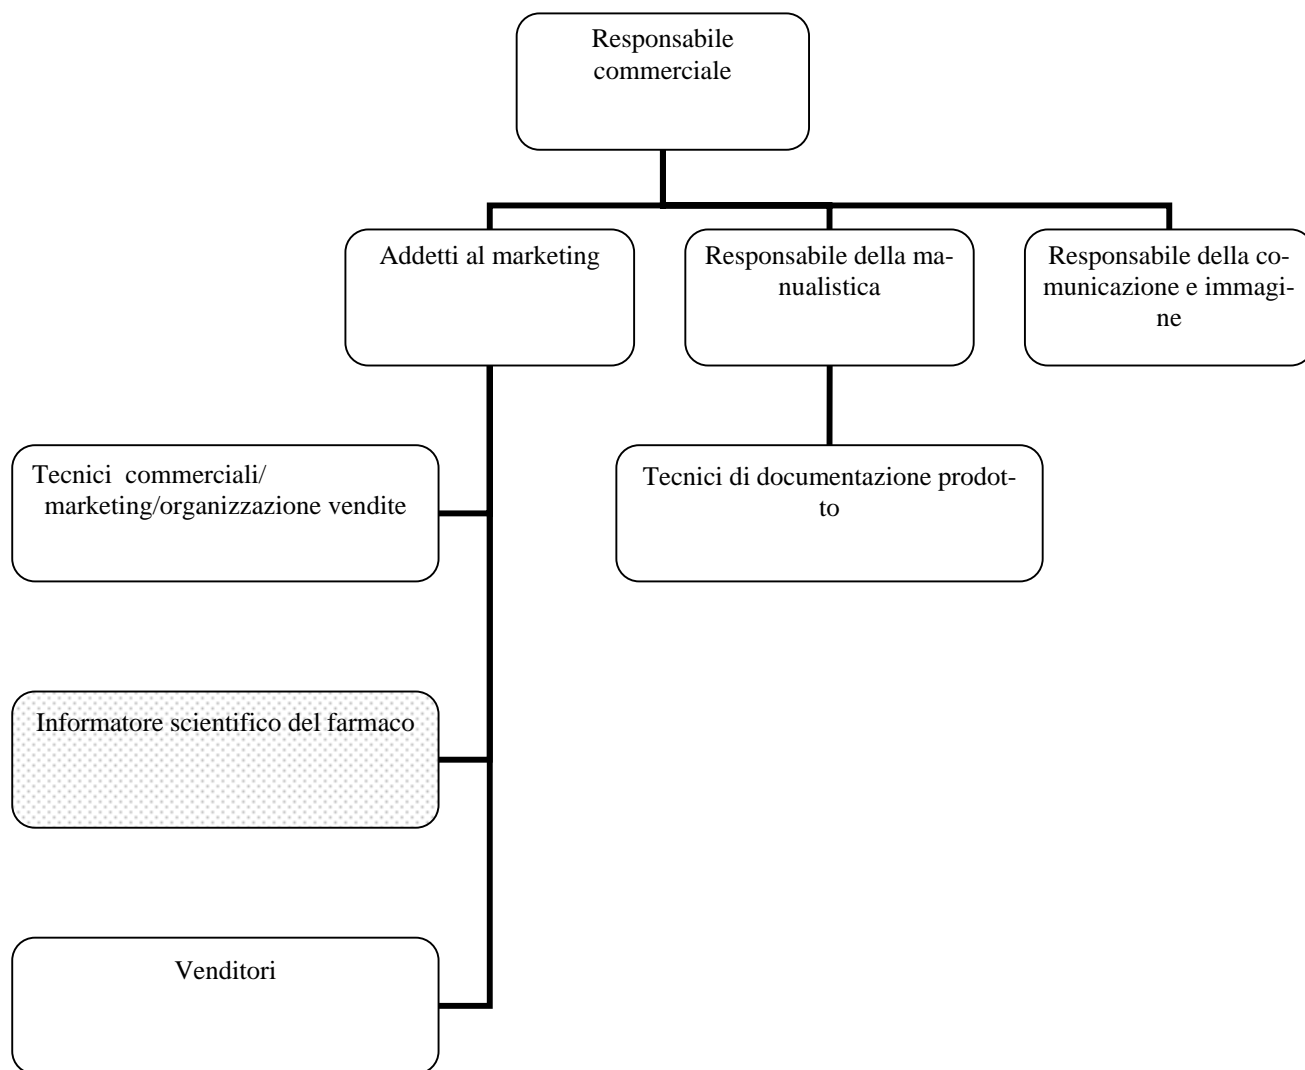 Responsabile
commerciale
Addetti al marketing
Responsabile della ma-
nualistica
Responsabile della co-
municazione e immagi-
ne
Tecnici  commerciali/
marketing/organizzazione vendite
Tecnici di documentazione prodot-
to
Informatore scientifico del farmaco
Venditori